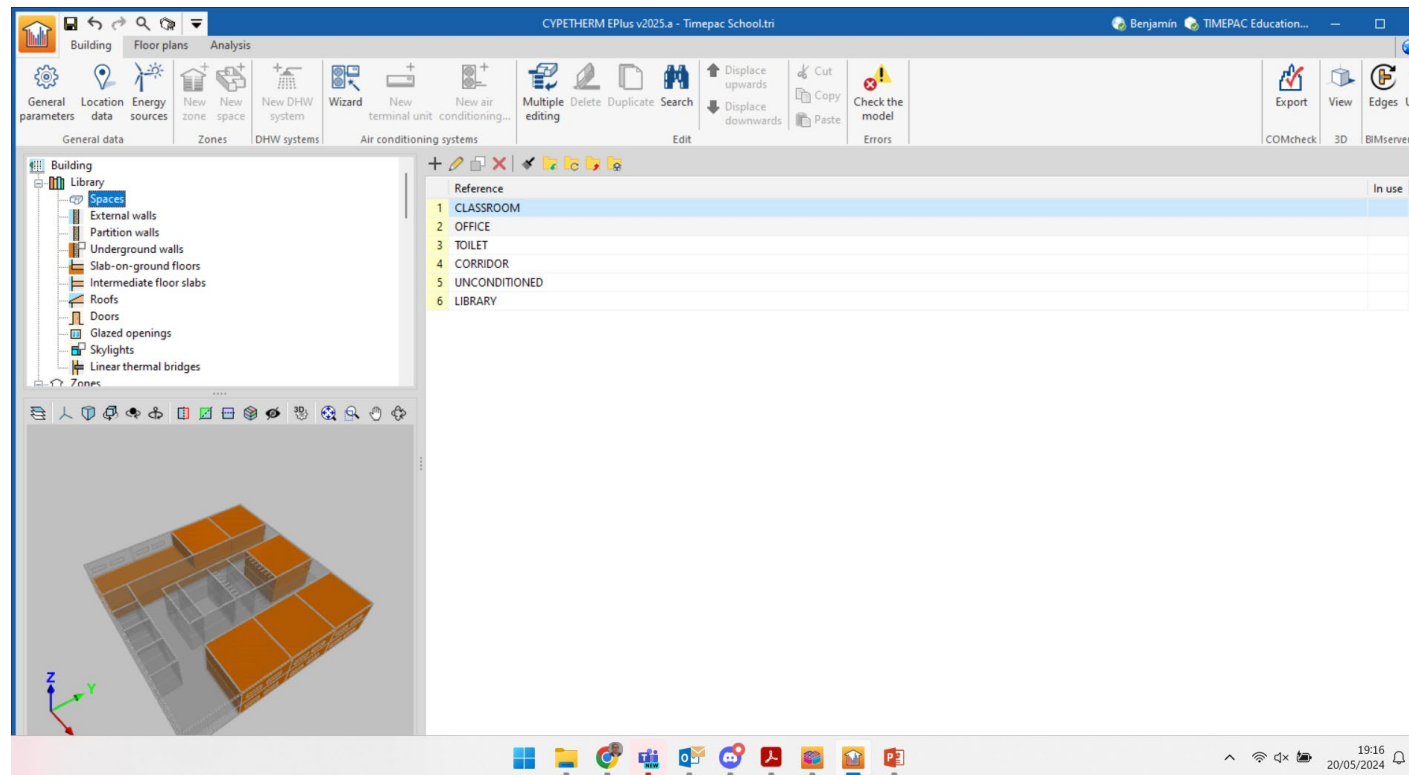 CYPETHERM EPlus v2025.a - Timepac School.tri
Benjamín TIMEPAC Education...
Building Floor plans Analysis
General parameters
Location data
Energy sources
New zone
New space
New DHW system
Wizard
New terminal unit
New air conditioning...
Multiple editing
Delete
Duplicate
Search
Displace upwards
Displace downwards
Cut
Copy
Paste
Check the model
Export
View
Edges
General data
Zones
DHW systems
Air conditioning systems
Edit
Errors
COMcheck
3D
BIMserver
Building
Library
Spaces
External walls
Partition walls
Underground walls
Slab-on-ground floors
Intermediate floor slabs
Roofs
Doors
Glazed openings
Skylights
Linear thermal bridges
Zones
Reference In use
1 CLASSROOM
2 OFFICE
3 TOILET
4 CORRIDOR
5 UNCONDITIONED
6 LIBRARY
3D
Z
Y
NEW
19:16
20/05/2024